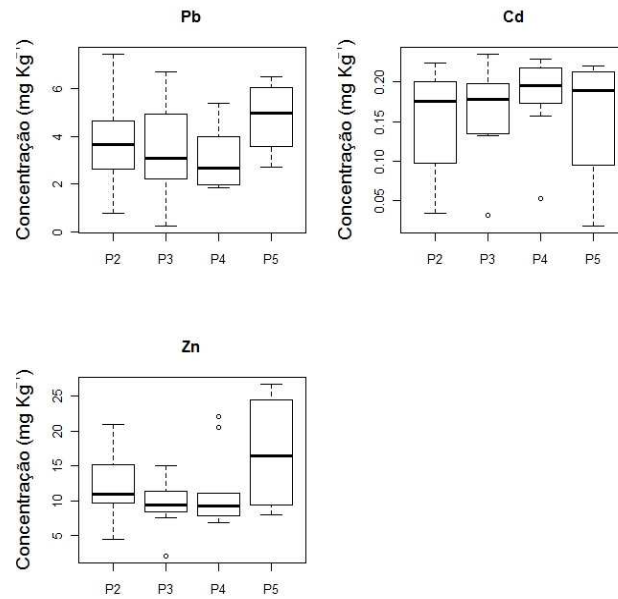 Pb
Concentração (mg Kg⁻¹)
0 2 4 6
P2 P3 P4 P5
Cd
Concentração (mg Kg⁻¹)
0.05 0.10 0.15 0.20
P2 P3 P4 P5
Zn
Concentração (mg Kg⁻¹)
5 10 15 20 25
P2 P3 P4 P5